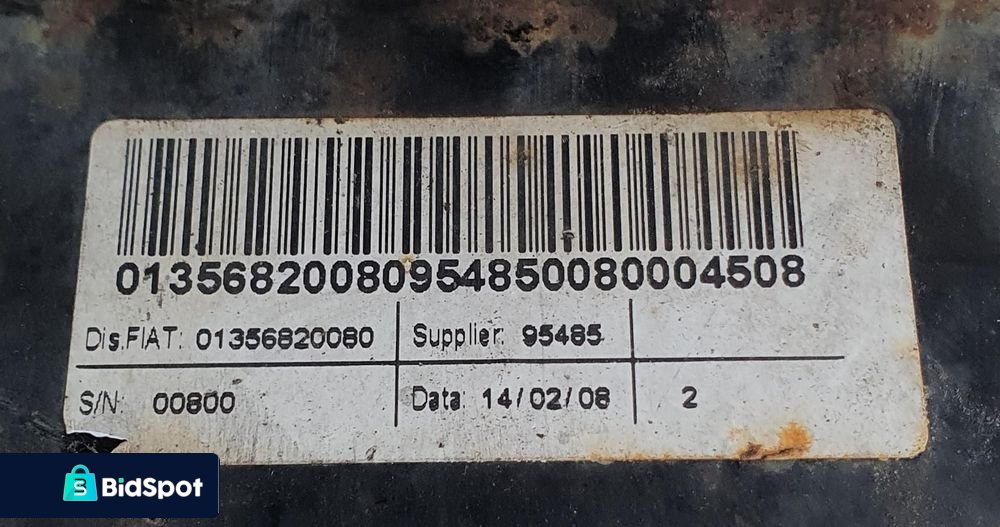 01356820080954850080004508
Dis.FIAT: 01356820080 Supplier: 95485
S/N 00800 Data: 14/02/08 2
BidSpot